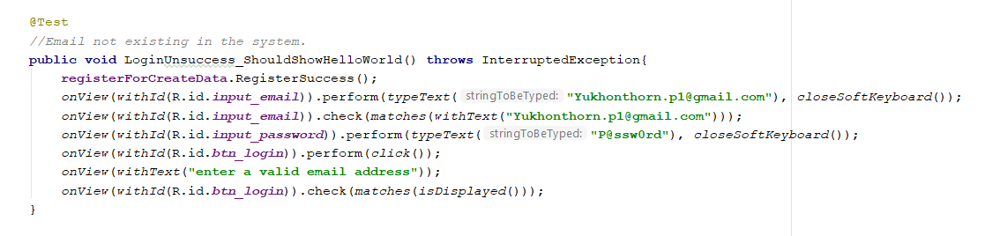 @Test
//Email not existing in the system.
public void LoginUnsuccess_ShouldShowHelloWorld() throws InterruptedException{
registerForCreateData.RegisterSuccess();
onView(withId(R.id.input_email)).perform(typeText( stringToBeTyped: "Yukhonthorn.p1@gmail.com"), closeSoftKeyboard());
onView(withId(R.id.input_email)).check(matches(withText("Yukhonthorn.p1@gmail.com")));
onView(withId(R.id.input_password)).perform(typeText( stringToBeTyped: "P@ssw0rd"), closeSoftKeyboard());
onView(withId(R.id.btn_login)).perform(click());
onView(withText("enter a valid email address"));
onView(withId(R.id.btn_login)).check(matches(isDisplayed()));
}